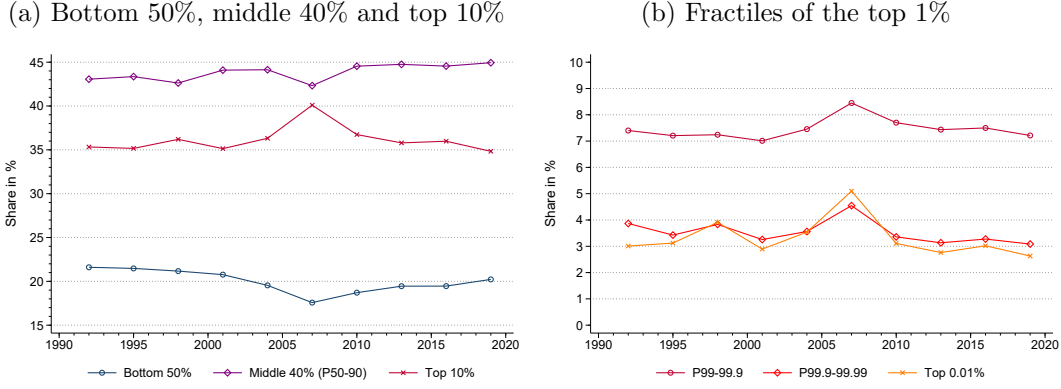 (a) Bottom 50%, middle 40% and top 10%
Share in %
45
40
35
30
25
20
15
1990 1995 2000 2005 2010 2015 2020
Bottom 50% Middle 40% (P50-90) Top 10%
(b) Fractiles of the top 1%
Share in %
10
9
8
7
6
5
4
3
2
1
0
1990 1995 2000 2005 2010 2015 2020
P99-99.9 P99.9-99.99 Top 0.01%